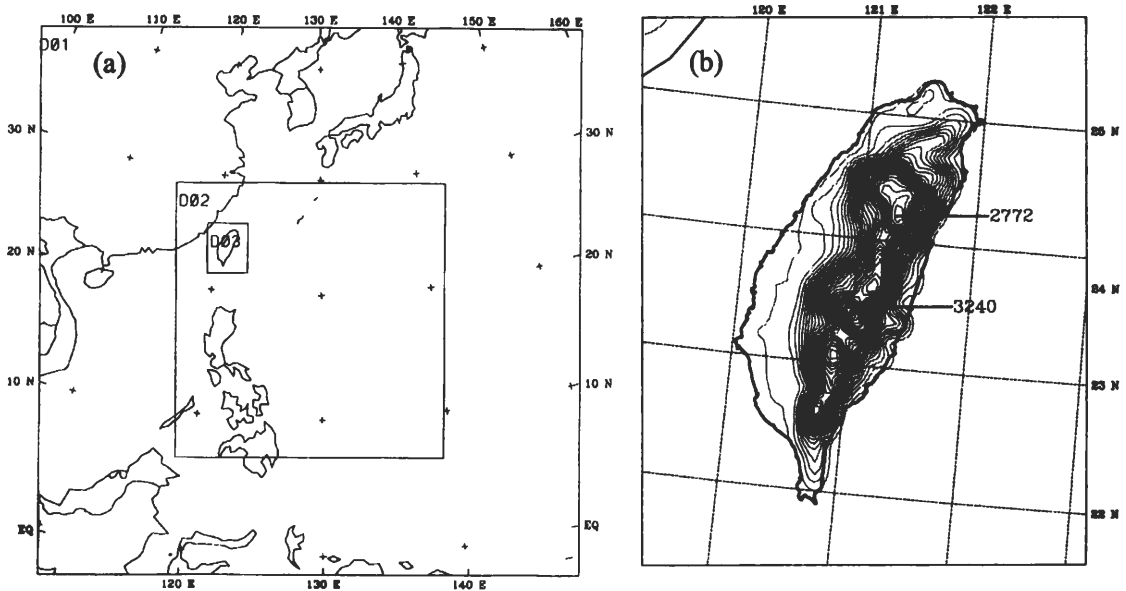 100 E 110 E 120 E 130 E 140 E 150 E 160 E
D01
(a)
30 N 30 N
D02
D03
20 N 20 N
10 N 10 N
EQ EQ
120 E 130 E 140 E
120 E 121 E 122 E
(b)
25 N
2772
24 N
3240
23 N
22 N